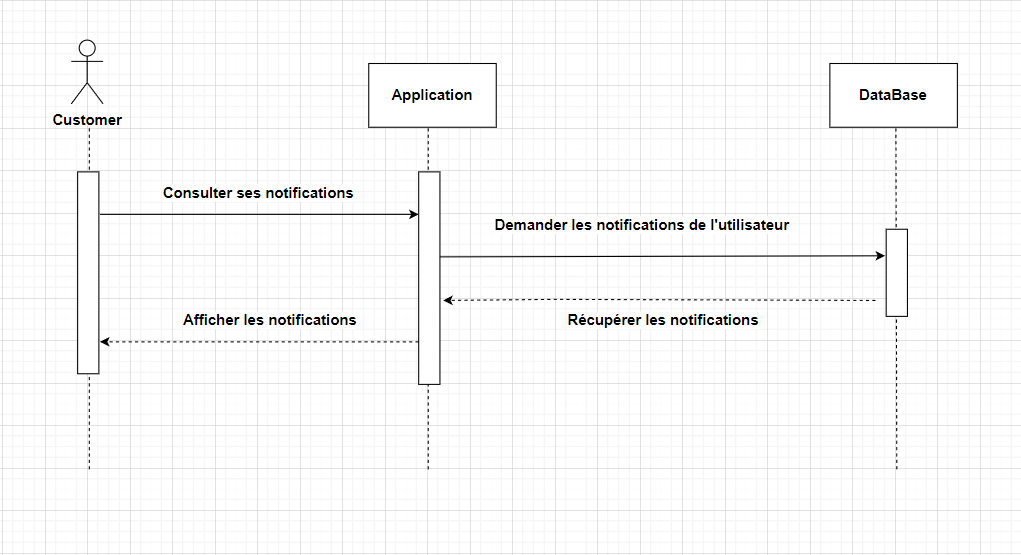 Customer
Application
DataBase
Consulter ses notifications
Demander les notifications de l'utilisateur
Afficher les notifications
Récupérer les notifications